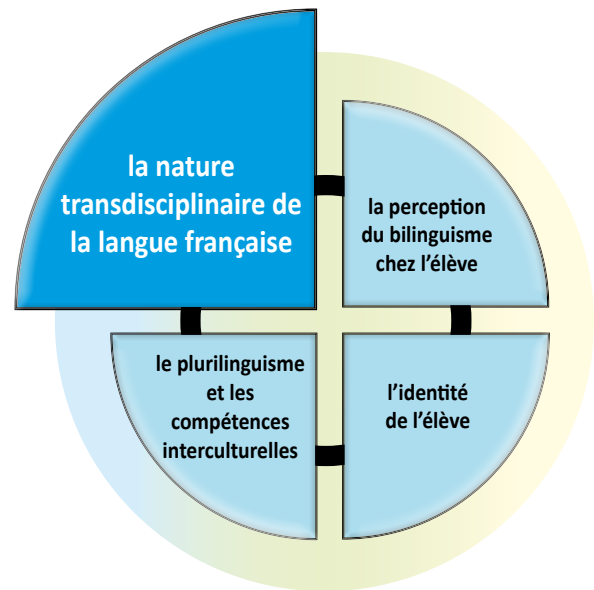 la nature
transdisciplinaire de
la langue française
la perception
du bilinguisme
chez l’élève
le plurilinguisme
et les
compétences
interculturelles
l’identité
de l’élève